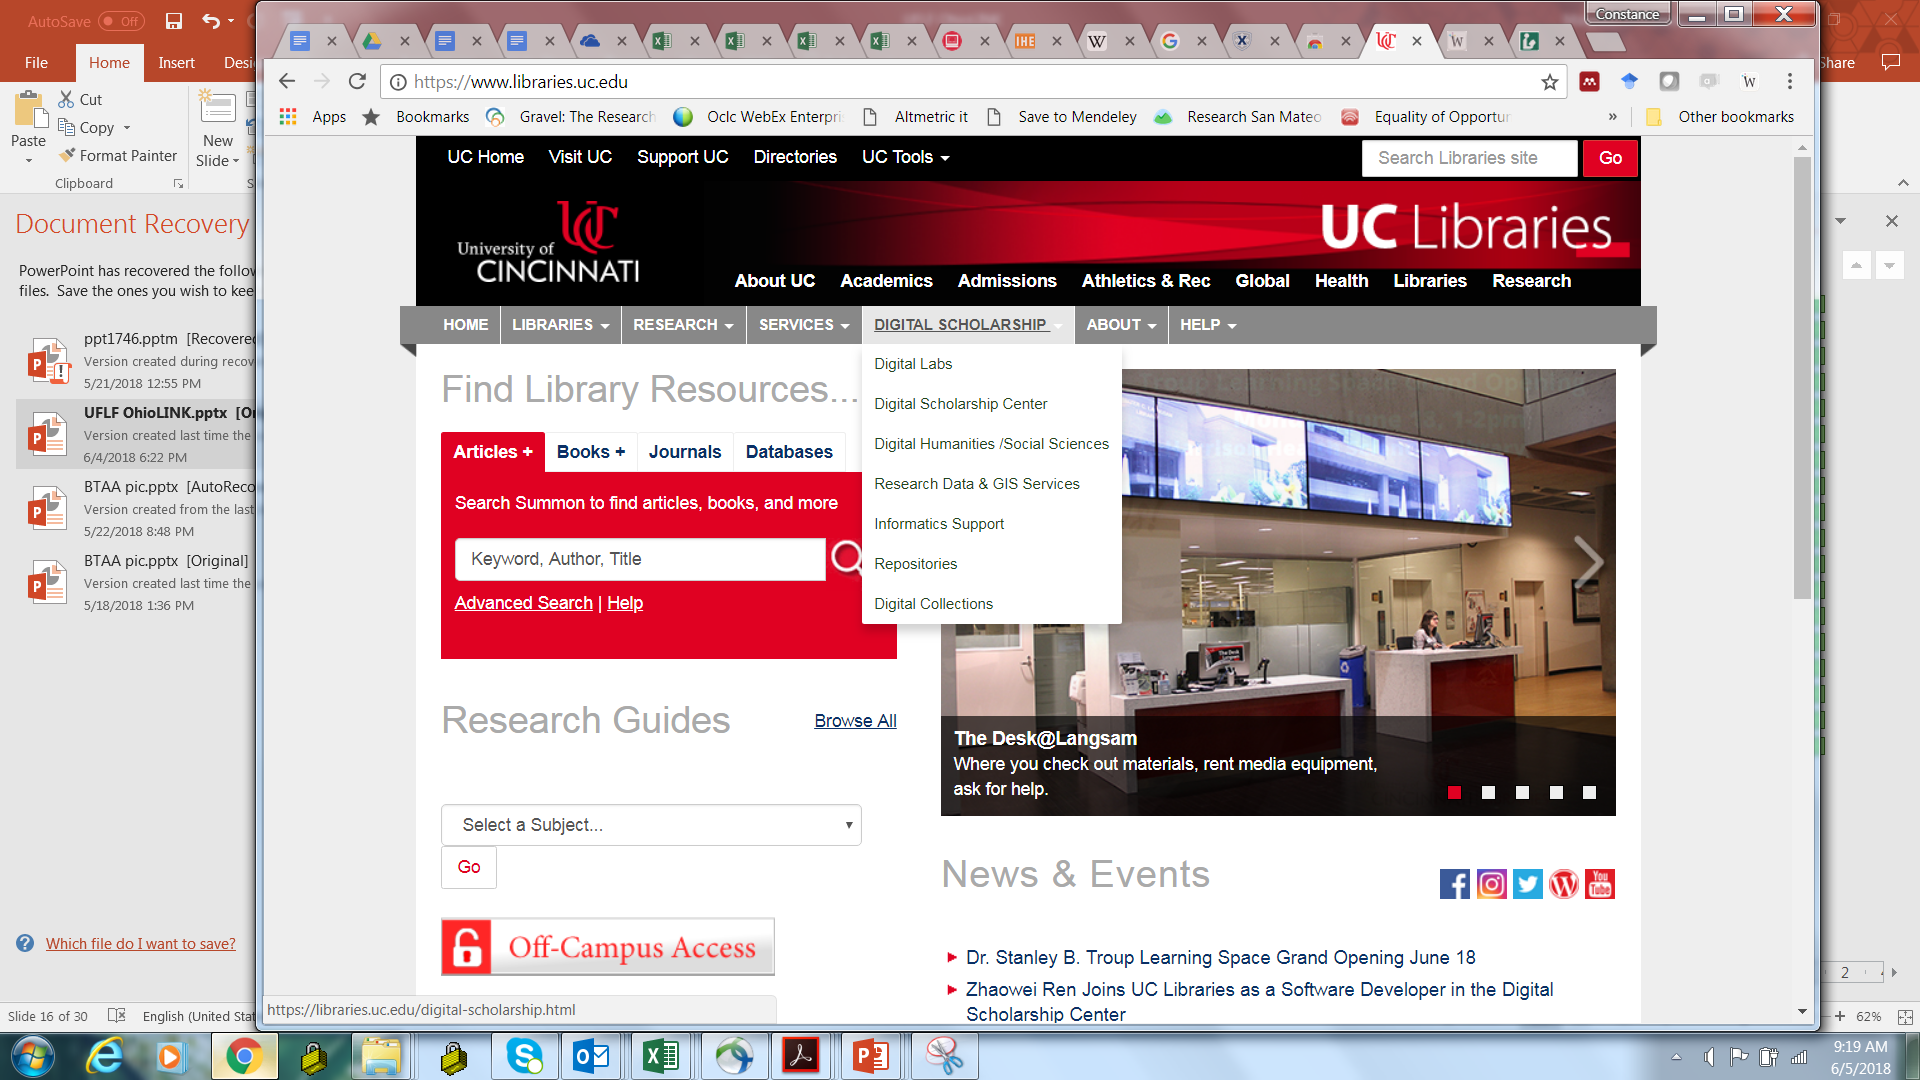 AutoSave Off
File Home Insert Desi
Share
Cut
Copy
Format Painter
Paste
New
Slide
Clipboard
Document Recovery
PowerPoint has recovered the follow
files. Save the ones you wish to kee
ppt1746.pptm [Recovered
Version created during recov
5/21/2018 12:55 PM
UFLF OhioLINK.pptx [Or
Version created last time the
6/4/2018 6:22 PM
BTAA pic.pptx [AutoReco
Version created from the last
5/22/2018 8:48 PM
BTAA pic.pptx [Original]
Version created last time the
5/18/2018 1:36 PM
Which file do I want to save?
Slide 16 of 30
English (United Stat
Constance
IHE
W
https://www.libraries.uc.edu
Apps
Bookmarks
Gravel: The Research
Oclc WebEx Enterpri
Altmetric it
Save to Mendeley
Research San Mateo
Equality of Opportun
»
Other bookmarks
UC Home Visit UC Support UC Directories UC Tools
Search Libraries site
Go
University of
CINCINNATI
UC Libraries
About UC Academics Admissions Athletics & Rec Global Health Libraries Research
HOME LIBRARIES RESEARCH SERVICES DIGITAL SCHOLARSHIP ABOUT HELP
Digital Labs
Digital Scholarship Center
Digital Humanities /Social Sciences
Research Data & GIS Services
Informatics Support
Repositories
Digital Collections
Find Library Resources...
Articles + Books + Journals Databases
Search Summon to find articles, books, and more
Keyword, Author, Title
Advanced Search | Help
Research Guides
Browse All
Select a Subject...
Go
Off-Campus Access
The Desk@Langsam
Where you check out materials, rent media equipment,
ask for help.
News & Events
You
Tube
Dr. Stanley B. Troup Learning Space Grand Opening June 18
Zhaowei Ren Joins UC Libraries as a Software Developer in the Digital
Scholarship Center
https://libraries.uc.edu/digital-scholarship.html
2
62%
9:19 AM
6/5/2018